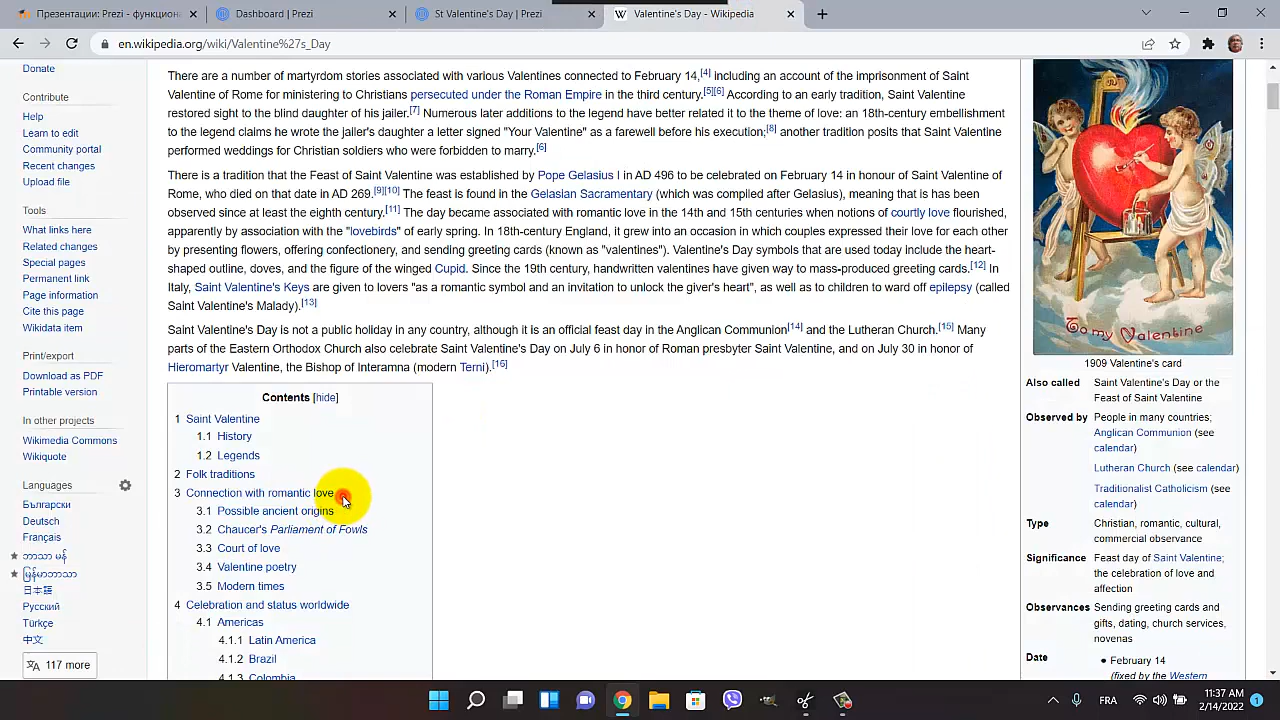 Презентации: Prezi - функцион
Dashboard | Prezi
St Valentine's Day | Prezi
Valentine's Day - Wikipedia
en.wikipedia.org/wiki/Valentine%27s_Day
Donate
Contribute
Help
Learn to edit
Community portal
Recent changes
Upload file
Tools
What links here
Related changes
Special pages
Permanent link
Page information
Cite this page
Wikidata item
Print/export
Download as PDF
Printable version
In other projects
Wikimedia Commons
Wikiquote
Languages
Български
Deutsch
Français
ဘာသာ မန်
မြန်မာဘာသာ
日本語
Русский
Türkçe
中文
117 more
There are a number of martyrdom stories associated with various Valentines connected to February 14,[4] including an account of the imprisonment of Saint
Valentine of Rome for ministering to Christians persecuted under the Roman Empire in the third century.[5][6] According to an early tradition, Saint Valentine
restored sight to the blind daughter of his jailer.[7] Numerous later additions to the legend have better related it to the theme of love: an 18th-century embellishment
to the legend claims he wrote the jailer's daughter a letter signed "Your Valentine" as a farewell before his execution;[8] another tradition posits that Saint Valentine
performed weddings for Christian soldiers who were forbidden to marry.[6]
There is a tradition that the Feast of Saint Valentine was established by Pope Gelasius I in AD 496 to be celebrated on February 14 in honour of Saint Valentine of
Rome, who died on that date in AD 269.[9][10] The feast is found in the Gelasian Sacramentary (which was complied after Gelasius), meaning that is has been
observed since at least the eighth century.[11] The day became associated with romantic love in the 14th and 15th centuries when notions of courtly love flourished,
apparently by association with the "lovebirds" of early spring. In 18th-century England, it grew into an occasion in which couples expressed their love for each other
by presenting flowers, offering confectionery, and sending greeting cards (known as "valentines"). Valentine's Day symbols that are used today include the heart-
shaped outline, doves, and the figure of the winged Cupid. Since the 19th century, handwritten valentines have given way to mass-produced greeting cards.[12] In
Italy, Saint Valentine's Keys are given to lovers "as a romantic symbol and an invitation to unlock the giver's heart", as well as to children to ward off epilepsy (called
Saint Valentine's Malady).[13]
Saint Valentine's Day is not a public holiday in any country, although it is an official feast day in the Anglican Communion[14] and the Lutheran Church.[15] Many
parts of the Eastern Orthodox Church also celebrate Saint Valentine's Day on July 6 in honor of Roman presbyter Saint Valentine, and on July 30 in honor of
Hieromartyr Valentine, the Bishop of Interamna (modern Terni).[16]
Contents [hide]
1 Saint Valentine
1.1 History
1.2 Legends
2 Folk traditions
3 Connection with romantic love
3.1 Possible ancient origins
3.2 Chaucer's Parliament of Fowls
3.3 Court of love
3.4 Valentine poetry
3.5 Modern times
4 Celebration and status worldwide
4.1 Americas
4.1.1 Latin America
4.1.2 Brazil
4.1.3 Colombia
To my Valentine
1909 Valentine's card
Also called Saint Valentine's Day or the
Feast of Saint Valentine
Observed by People in many countries;
Anglican Communion (see
calendar)
Lutheran Church (see calendar)
Traditionalist Catholicism (see
calendar)
Type Christian, romantic, cultural,
commercial observance
Significance Feast day of Saint Valentine;
the celebration of love and
affection
Observances Sending greeting cards and
gifts, dating, church services,
novenas
Date • February 14
(fixed by the Western
FRA
11:37 AM
2/14/2022
1